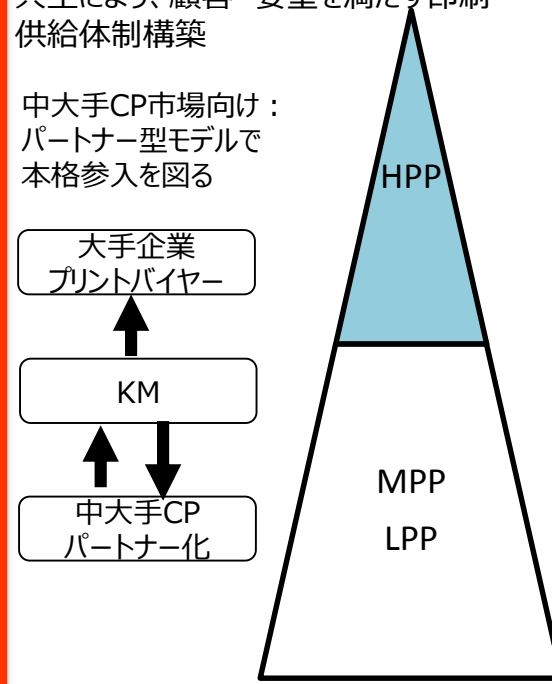 供給体制構築
中大手CP市場向け：
パートナー型モデルで
本格参入を図る
HPP
大手企業
プリントバイヤー
KM
中大手CP
パートナー化
MPP
LPP